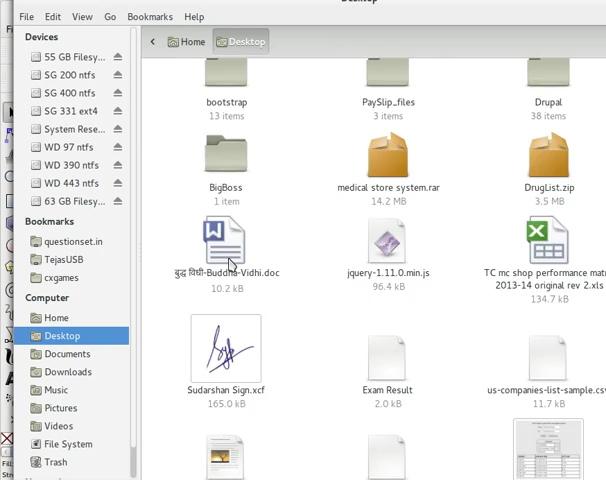 Desktop
File Edit View Go Bookmarks Help
Devices
55 GB Filesy...
SG 200 ntfs
SG 400 ntfs
SG 331 ext4
System Rese...
WD 97 ntfs
WD 390 ntfs
WD 443 ntfs
63 GB Filesy...
Bookmarks
questionset.in
TejasUSB
cxgames
Computer
Home
Desktop
Documents
Downloads
Music
Pictures
Videos
File System
Trash
Home Desktop
bootstrap PaySlip_files Drupal
13 items 3 items 38 items
BigBoss medical store system.rar DrugList.zip
1 item 14.2 MB 3.5 MB
बुद्ध विधी-Buddha-Vidhi.doc jquery-1.11.0.min.js TC mc shop performance mat
2013-14 original rev 2.xls
10.2 kB 96.4 kB 134.7 kB
Sudarshan Sign.xcf Exam Result us-companies-list-sample.csv
165.0 kB 2.0 kB 11.7 kB